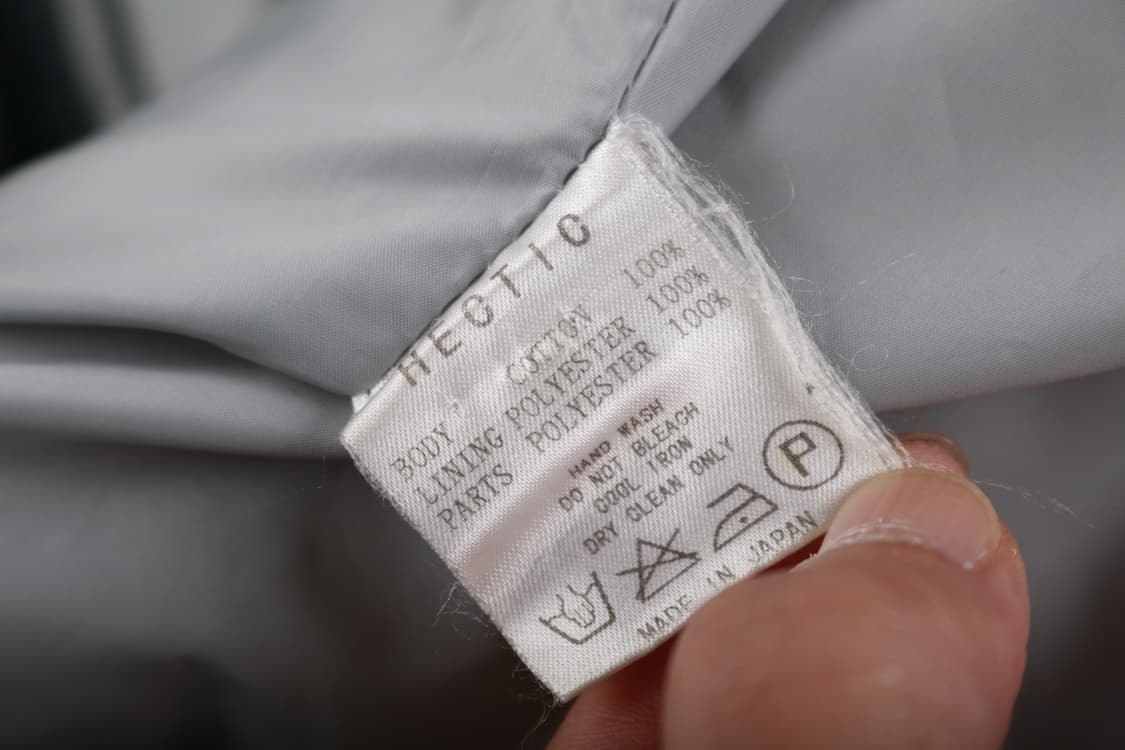 HECTIC
BODY COTTON 100%
LINING POLYESTER 100%
PARTS POLYESTER 100%
HAND WASH
DO NOT BLEACH
COOL IRON
DRY CLEAN ONLY
P
MADE IN JAPAN